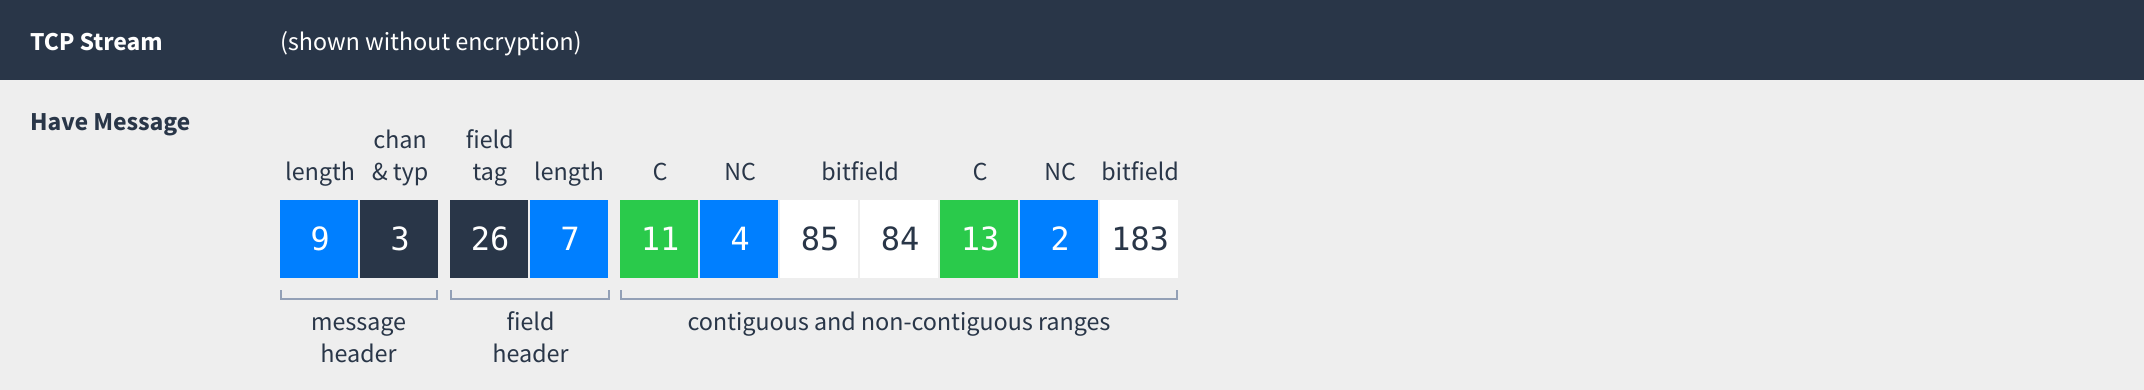 TCP Stream (shown without encryption)
Have Message
chan field
length & typ tag length C NC bitfield C NC bitfield
9 3 26 7 11 4 85 84 13 2 183
message field contiguous and non-contiguous ranges
header header